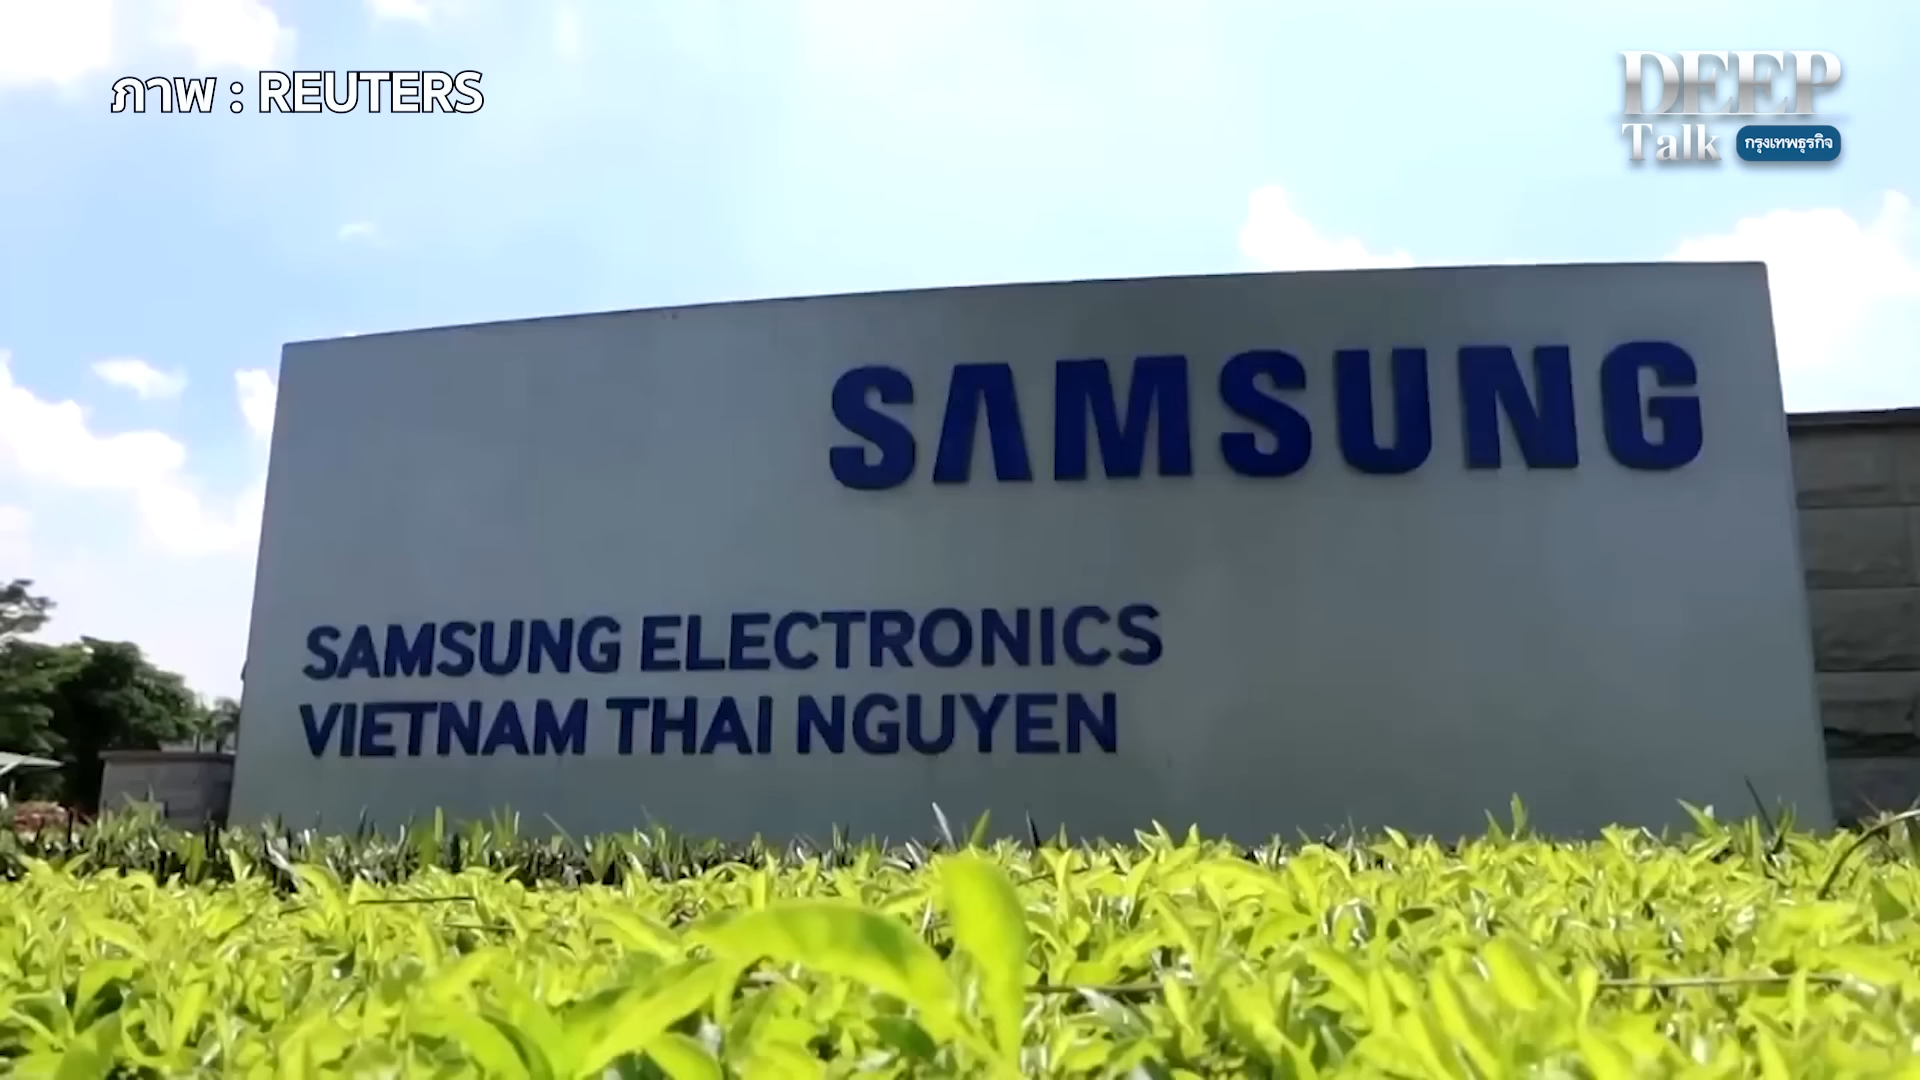 ภาพ : REUTERS
DEEP
Talk กรุงเทพธุรกิจ
SAMSUNG
SAMSUNG ELECTRONICS
VIETNAM THAI NGUYEN